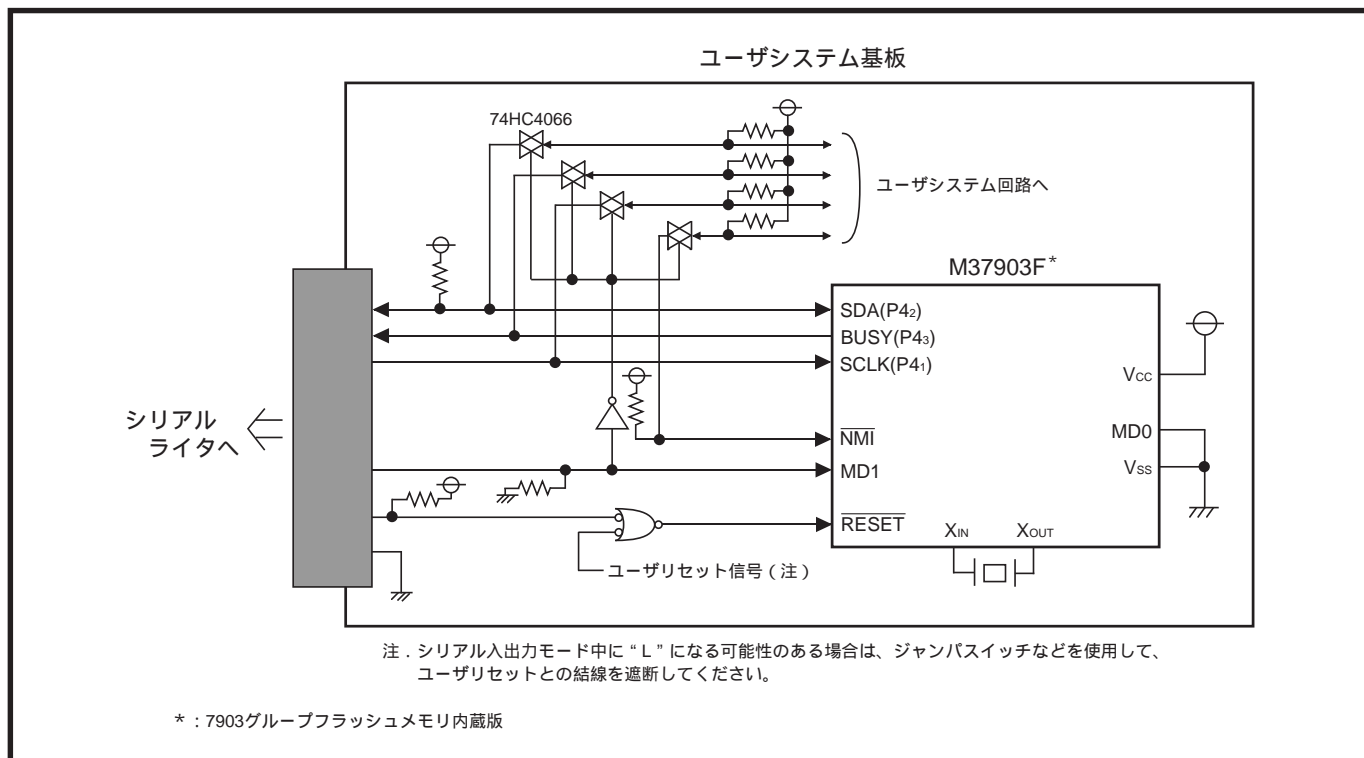 ユーザシステム基板
74HC4066
ユーザシステム回路へ
M37903F*
SDA(P42)
BUSY(P43)
SCLK(P41)
VCC
シリアル
ライタへ
NMI
MD0
MD1
VSS
RESET
XIN
XOUT
ユーザリセット信号（注）
注．シリアル入出力モード中に“L”になる可能性のある場合は、ジャンパスイッチなどを使用して、
ユーザリセットとの結線を遮断してください。
*：7903グループフラッシュメモリ内蔵版